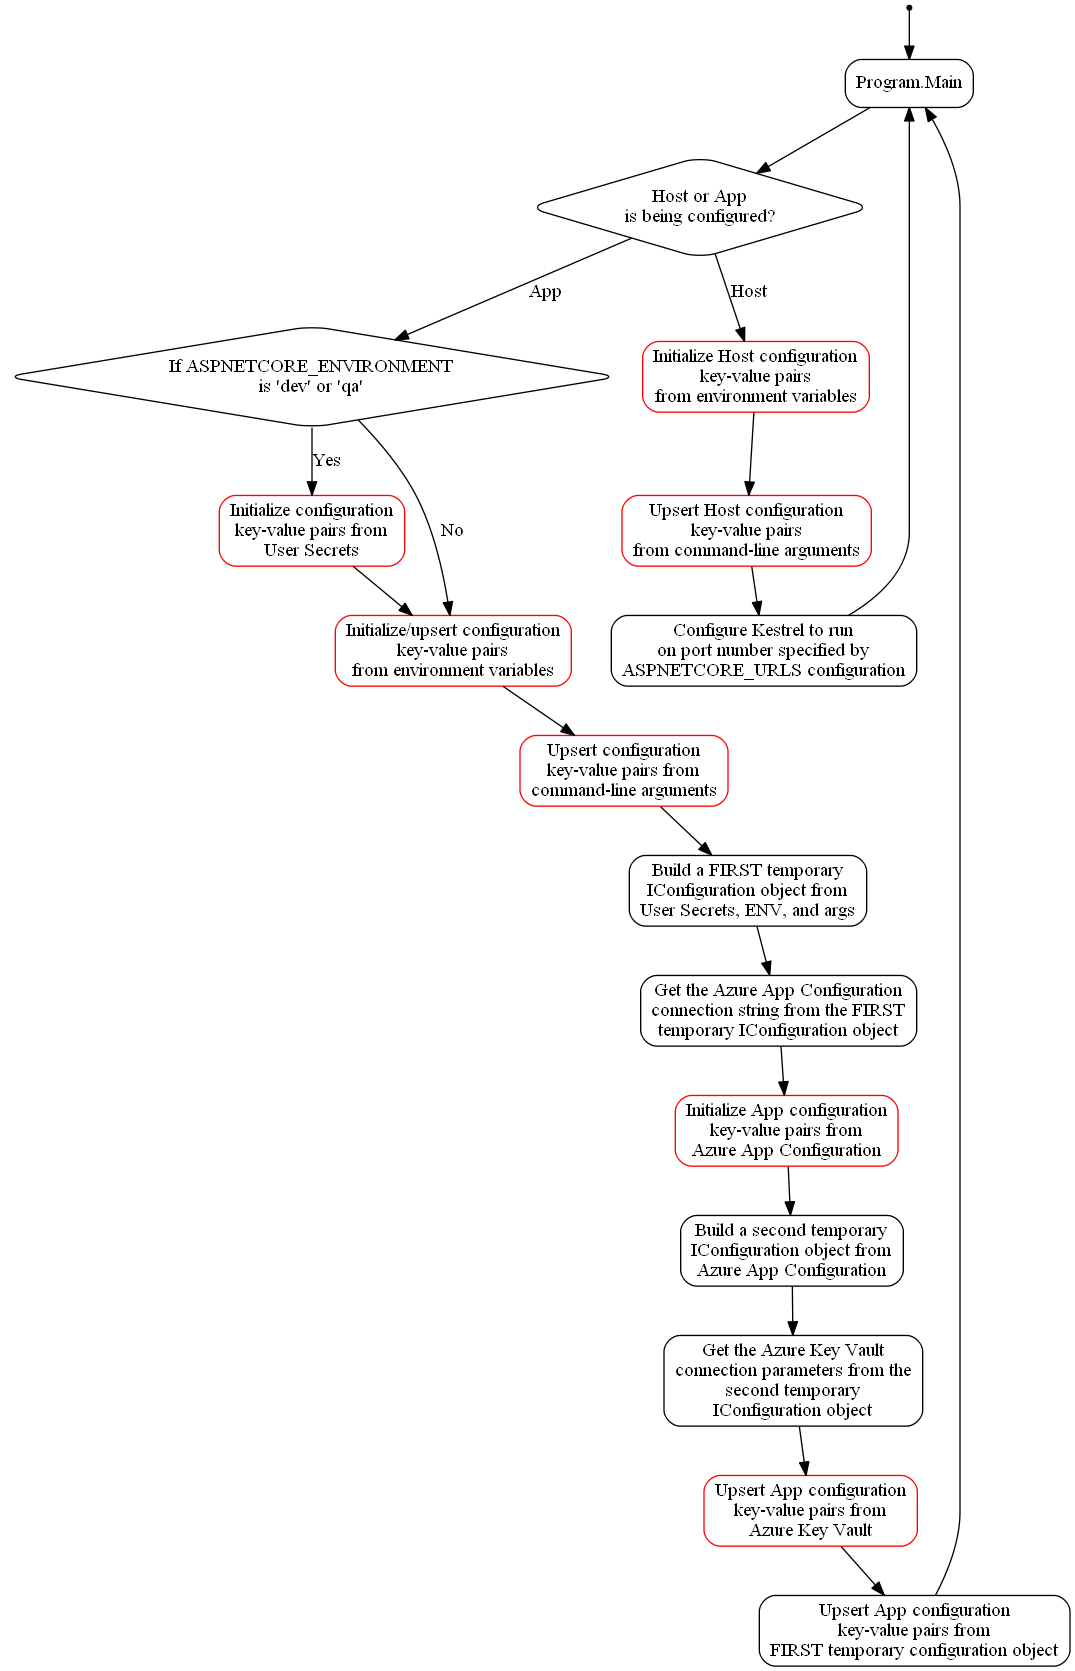 Program.Main
Host or App
is being configured?
App
Host
If ASPNETCORE_ENVIRONMENT
is 'dev' or 'qa'
Initialize Host configuration
key-value pairs
from environment variables
Yes
No
Initialize configuration
key-value pairs from
User Secrets
Upsert Host configuration
key-value pairs
from command-line arguments
Initialize/upsert configuration
key-value pairs
from environment variables
Configure Kestrel to run
on port number specified by
ASPNETCORE_URLS configuration
Upsert configuration
key-value pairs from
command-line arguments
Build a FIRST temporary
IConfiguration object from
User Secrets, ENV, and args
Get the Azure App Configuration
connection string from the FIRST
temporary IConfiguration object
Initialize App configuration
key-value pairs from
Azure App Configuration
Build a second temporary
IConfiguration object from
Azure App Configuration
Get the Azure Key Vault
connection parameters from the
second temporary
IConfiguration object
Upsert App configuration
key-value pairs from
Azure Key Vault
Upsert App configuration
key-value pairs from
FIRST temporary configuration object